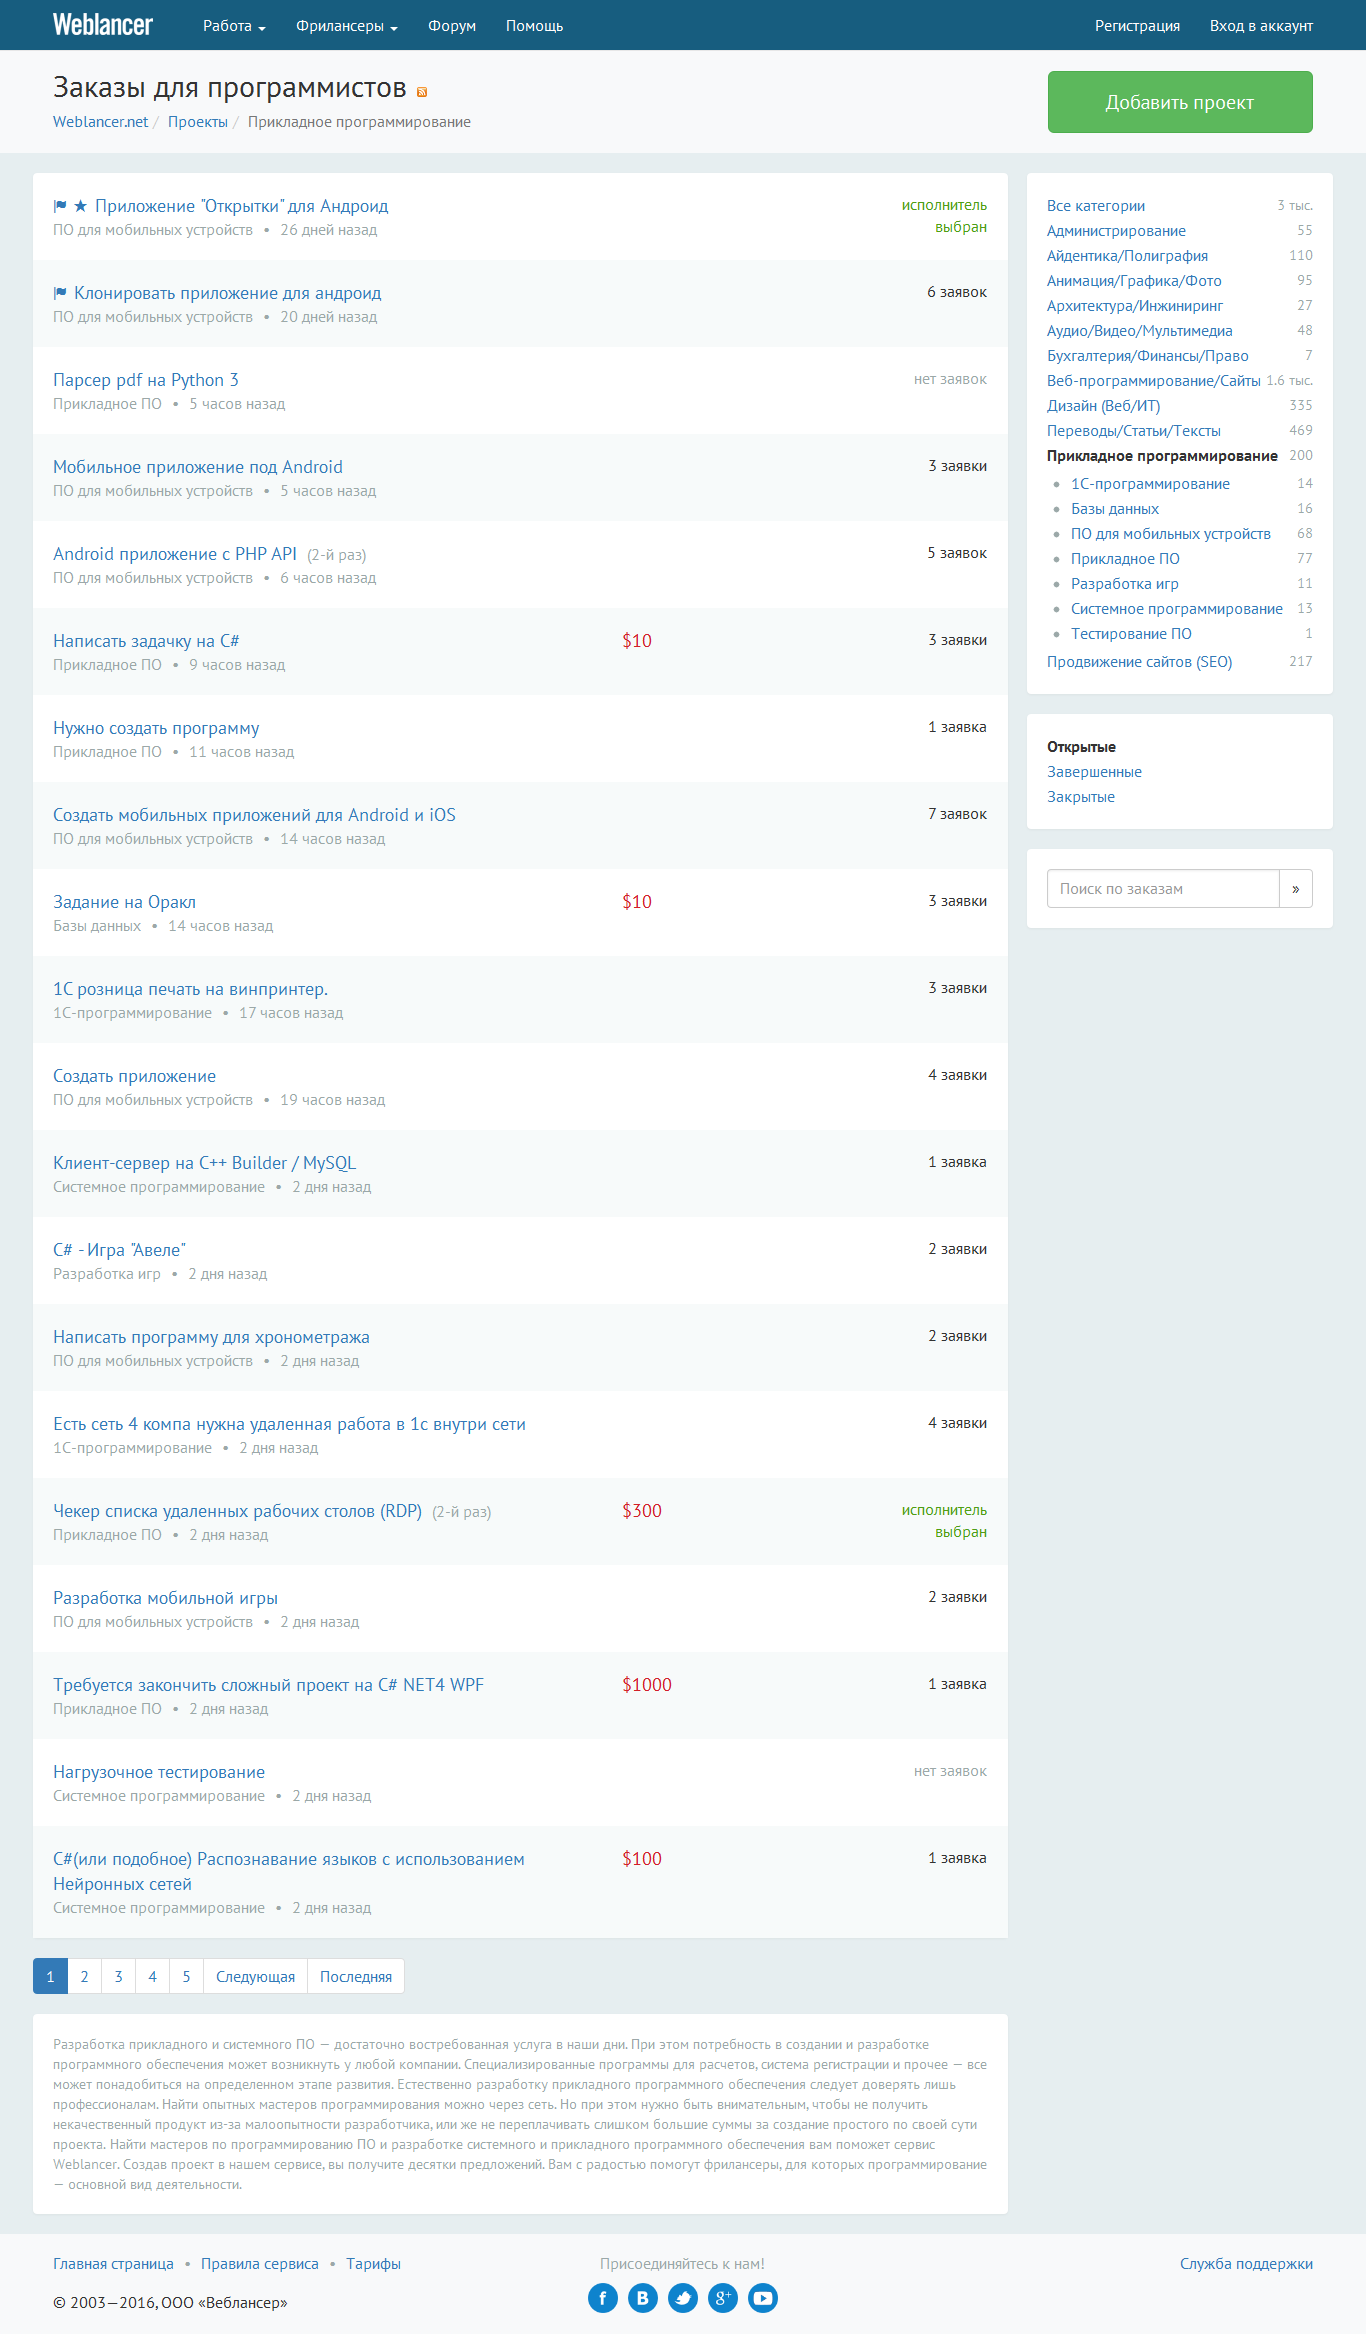 Weblancer Работа Фрилансеры Форум Помощь Регистрация Вход в аккаунт
Заказы для программистов
Weblancer.net / Проекты / Прикладное программирование
Добавить проект
Приложение "Открытки" для Андроид
исполнитель
выбран
ПО для мобильных устройств • 26 дней назад
Клонировать приложение для андроид 6 заявок
ПО для мобильных устройств • 20 дней назад
Парсер pdf на Python 3 нет заявок
Прикладное ПО • 5 часов назад
Мобильное приложение под Android 3 заявки
ПО для мобильных устройств • 5 часов назад
Android приложение с PHP API (2-й раз) 5 заявок
ПО для мобильных устройств • 6 часов назад
Написать задачку на C# $10 3 заявки
Прикладное ПО • 9 часов назад
Нужно создать программу 1 заявка
Прикладное ПО • 11 часов назад
Создать мобильных приложений для Android и iOS 7 заявок
ПО для мобильных устройств • 14 часов назад
Задание на Оракл $10 3 заявки
Базы данных • 14 часов назад
1С розница печать на винпринтер. 3 заявки
1С-программирование • 17 часов назад
Создать приложение 4 заявки
ПО для мобильных устройств • 19 часов назад
Клиент-сервер на C++ Builder / MySQL 1 заявка
Системное программирование • 2 дня назад
C# - Игра "Авеле" 2 заявки
Разработка игр • 2 дня назад
Написать программу для хронометража 2 заявки
ПО для мобильных устройств • 2 дня назад
Есть сеть 4 компа нужна удаленная работа в 1с внутри сети 4 заявки
1С-программирование • 2 дня назад
Чекер списка удаленных рабочих столов (RDP) (2-й раз) $300
исполнитель
выбран
Прикладное ПО • 2 дня назад
Разработка мобильной игры 2 заявки
ПО для мобильных устройств • 2 дня назад
Требуется закончить сложный проект на C# NET4 WPF $1000 1 заявка
Прикладное ПО • 2 дня назад
Нагрузочное тестирование нет заявок
Системное программирование • 2 дня назад
C#(или подобное) Распознавание языков с использованием $100 1 заявка
Нейронных сетей
Системное программирование • 2 дня назад
Все категории 3 тыс.
Администрирование 55
Айдентика/Полиграфия 110
Анимация/Графика/Фото 95
Архитектура/Инжиниринг 27
Аудио/Видео/Мультимедиа 48
Бухгалтерия/Финансы/Право 7
Веб-программирование/Сайты 1.6 тыс.
Дизайн (Веб/ИТ) 335
Переводы/Статьи/Тексты 469
Прикладное программирование 200
• 1С-программирование 14
• Базы данных 16
• ПО для мобильных устройств 68
• Прикладное ПО 77
• Разработка игр 11
• Системное программирование 13
• Тестирование ПО 1
Продвижение сайтов (SEO) 217
Открытые
Завершенные
Закрытые
Поиск по заказам »
1 2 3 4 5 Следующая Последняя
Разработка прикладного и системного ПО — достаточно востребованная услуга в наши дни. При этом потребность в создании и разработке
программного обеспечения может возникнуть у любой компании. Специализированные программы для расчетов, система регистрации и прочее — все
может понадобиться на определенном этапе развития. Естественно разработку прикладного программного обеспечения следует доверять лишь
профессионалам. Найти опытных мастеров программирования можно через сеть. Но при этом нужно быть внимательным, чтобы не получить
некачественный продукт из-за малоопытности разработчика, или же не переплачивать слишком большие суммы за создание простого по своей сути
проекта. Найти мастеров по программированию ПО и разработке системного и прикладного программного обеспечения вам поможет сервис
Weblancer. Создав проект в нашем сервисе, вы получите десятки предложений. Вам с радостью помогут фрилансеры, для которых программирование
— основной вид деятельности.
Главная страница • Правила сервиса • Тарифы Присоединяйтесь к нам! Служба поддержки
© 2003—2016, ООО «Веблансер»